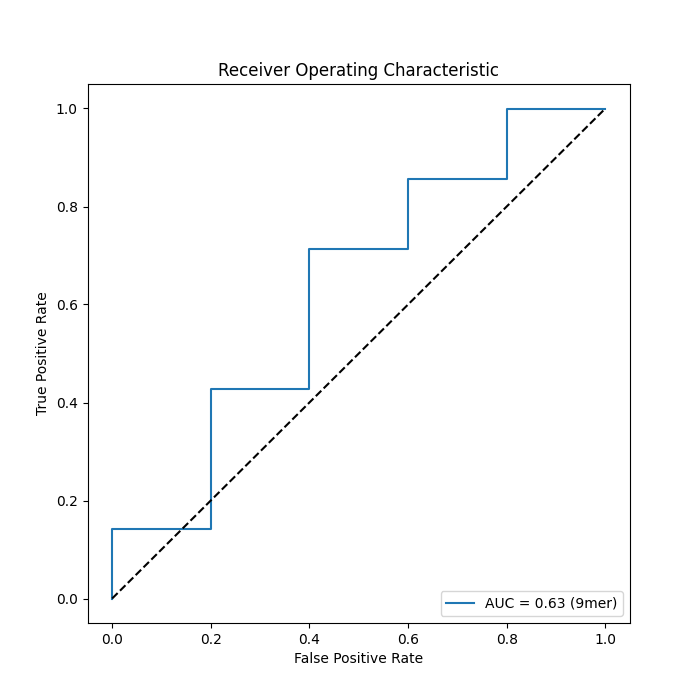 Receiver Operating Characteristic
1.0
0.8
0.6
0.4
0.2
0.0
True Positive Rate
AUC = 0.63 (9mer)
0.0 0.2 0.4 0.6 0.8 1.0
False Positive Rate